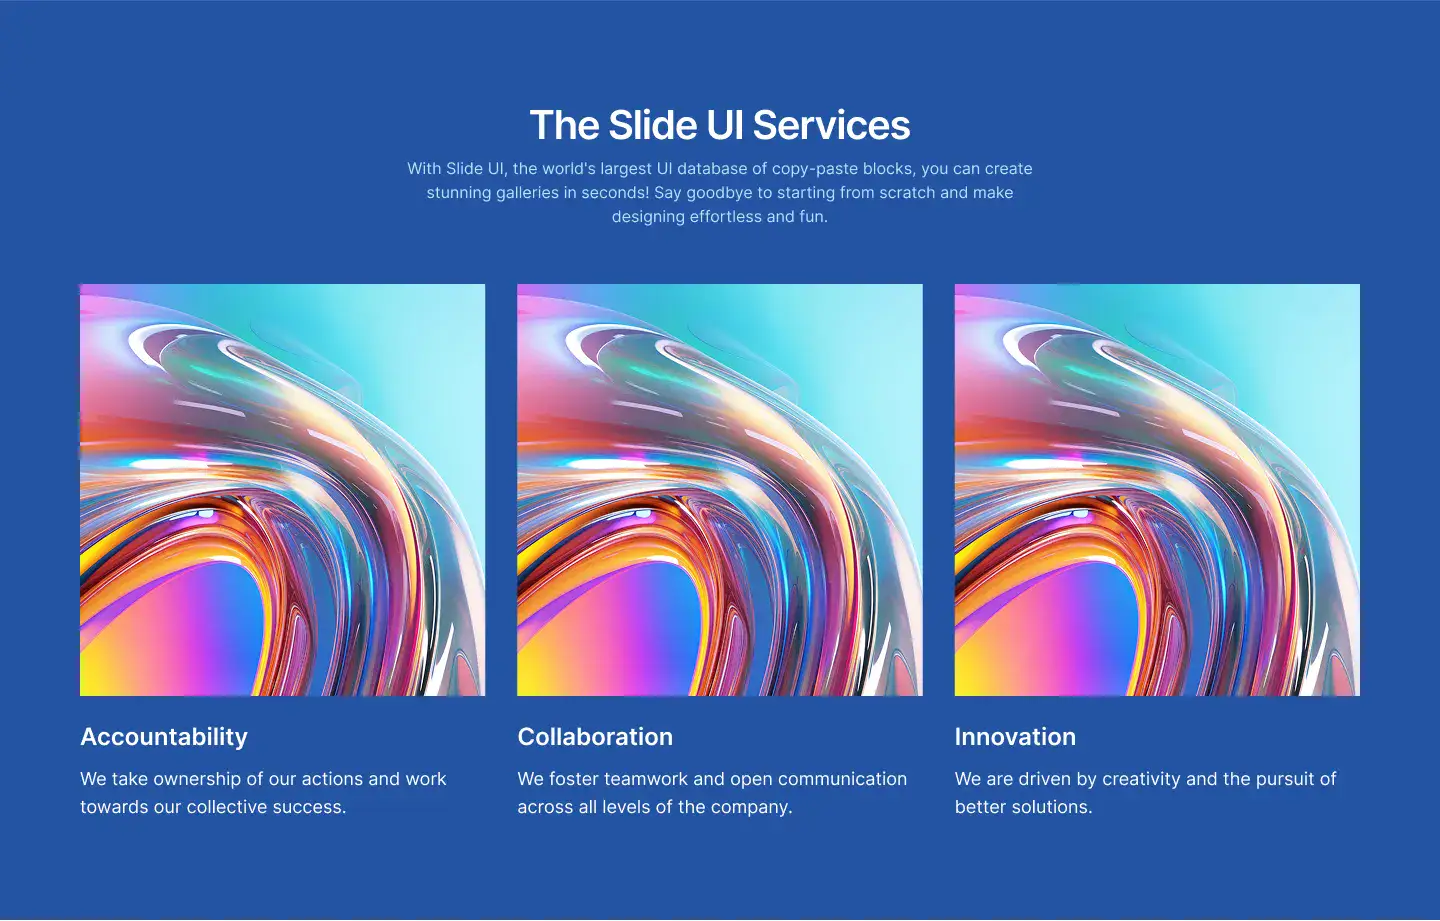 The Slide UI Services
With Slide UI, the world's largest UI database of copy-paste blocks, you can create
stunning galleries in seconds! Say goodbye to starting from scratch and make
designing effortless and fun.
Accountability
We take ownership of our actions and work
towards our collective success.
Collaboration
We foster teamwork and open communication
across all levels of the company.
Innovation
We are driven by creativity and the pursuit of
better solutions.